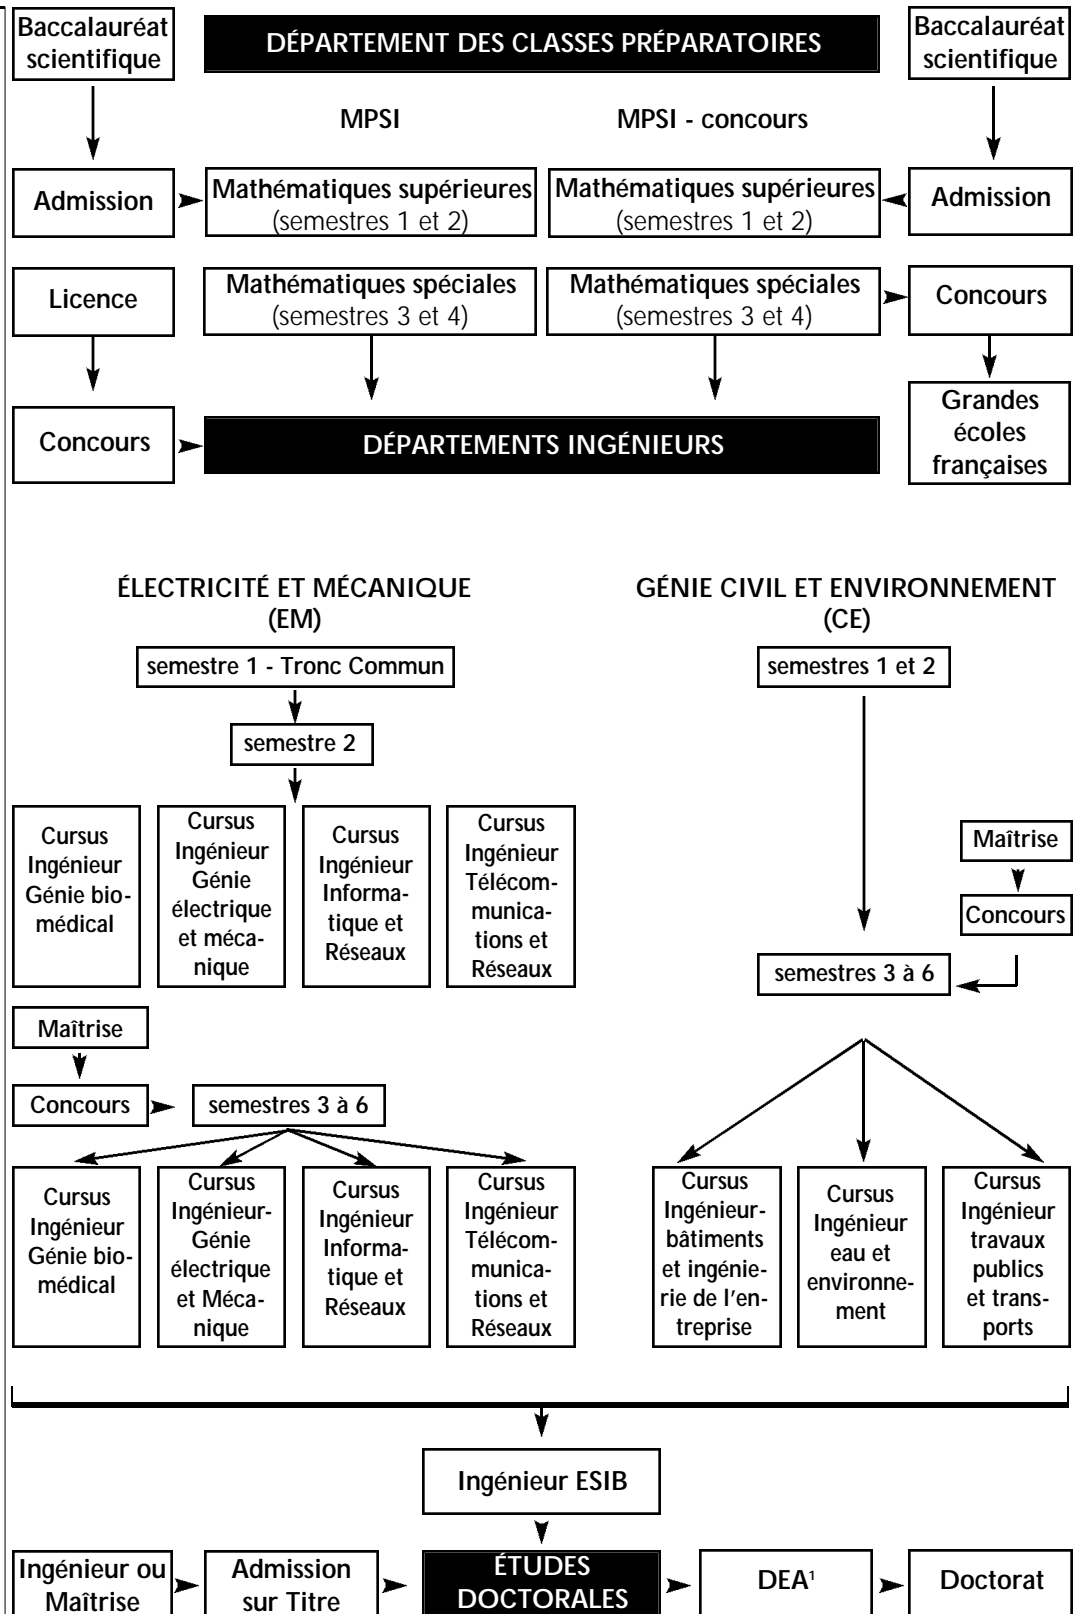 Baccalauréat
scientifique
DÉPARTEMENT DES CLASSES PRÉPARATOIRES
Baccalauréat
scientifique
MPSI
MPSI - concours
Admission
Mathématiques supérieures
(semestres 1 et 2)
Mathématiques supérieures
(semestres 1 et 2)
Admission
Licence
Mathématiques spéciales
(semestres 3 et 4)
Mathématiques spéciales
(semestres 3 et 4)
Concours
Concours
DÉPARTEMENTS INGÉNIEURS
Grandes
écoles
françaises
ÉLECTRICITÉ ET MÉCANIQUE
(EM)
semestre 1 - Tronc Commun
semestre 2
Cursus
Ingénieur
Génie bio-
médical
Cursus
Ingénieur
Génie
électrique
et méca-
nique
Cursus
Ingénieur
Informa-
tique et
Réseaux
Cursus
Ingénieur
Télécom-
munica-
tions et
Réseaux
Maîtrise
Concours
semestres 3 à 6
Cursus
Ingénieur
Génie bio-
médical
Cursus
Ingénieur-
Génie
électrique
et Méca-
nique
Cursus
Ingénieur
Informa-
tique et
Réseaux
Cursus
Ingénieur
Télécom-
munica-
tions et
Réseaux
GÉNIE CIVIL ET ENVIRONNEMENT
(CE)
semestres 1 et 2
Maîtrise
Concours
semestres 3 à 6
Cursus
Ingénieur-
bâtiments
et ingénie-
rie de l'en-
treprise
Cursus
Ingénieur
eau et
environne-
ment
Cursus
Ingénieur
travaux
publics
et trans-
ports
Ingénieur ESIB
Ingénieur ou
Maîtrise
Admission
sur Titre
ÉTUDES
DOCTORALES
DEA¹
Doctorat